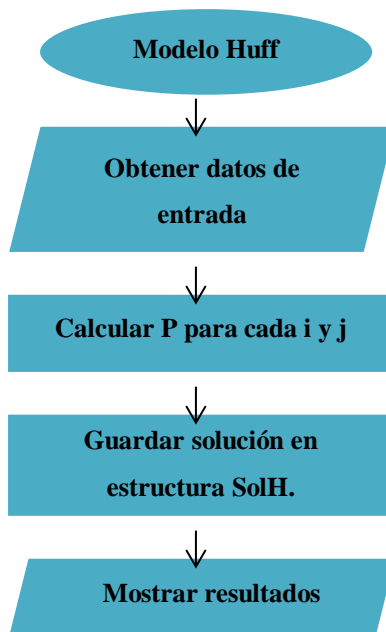 Modelo Huff
Obtener datos de
entrada
Calcular P para cada i y j
Guardar solución en
estructura SolH.
Mostrar resultados